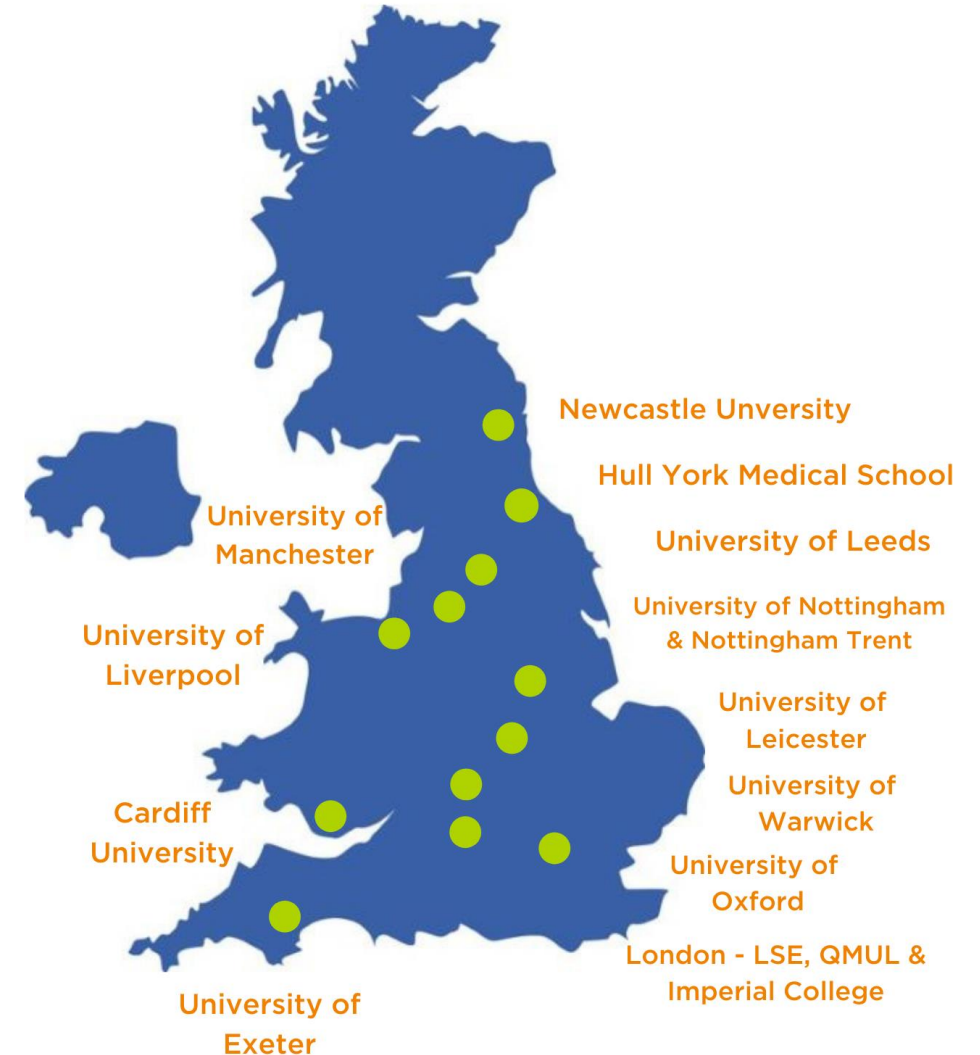 Newcastle Unversity
Hull York Medical School
University of
Manchester
University of Leeds
University of Nottingham
& Nottingham Trent
University of
Liverpool
University of
Leicester
University of
Warwick
Cardiff
University
University of
Oxford
London - LSE, QMUL &
Imperial College
University of
Exeter